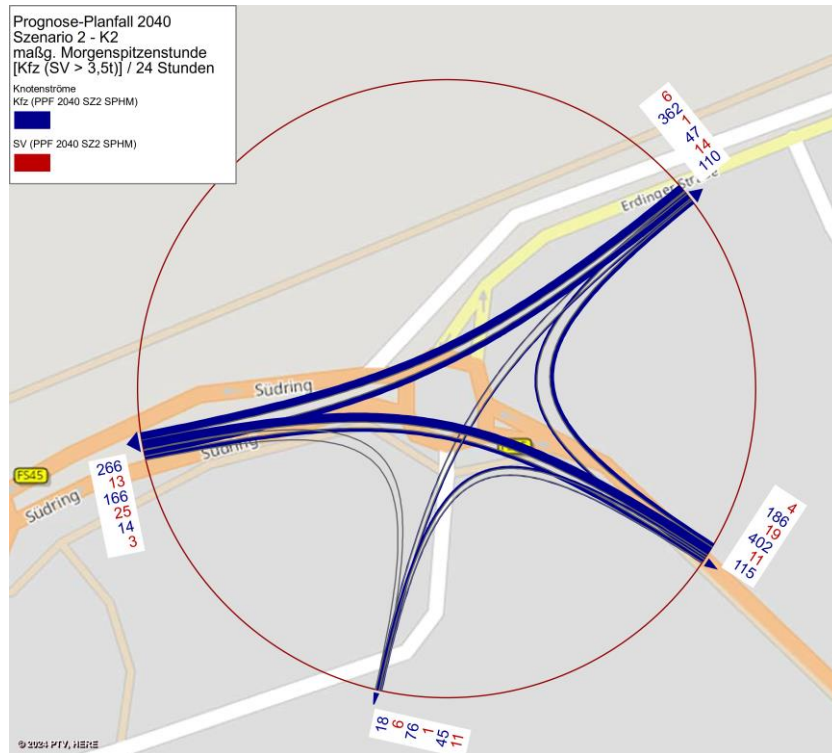 Prognose-Planfall 2040
Szenario 2 - K2
maßg. Morgenspitzenstunde
[Kfz (SV > 3,5t)] / 24 Stunden
Knotenströme
Kfz (PPF 2040 SZ2 SPHM)
SV (PPF 2040 SZ2 SPHM)
6
362
1
47
14
110
Erdinger
Südring
Südring
FS45
Südring
266
13
166
25
14
3
4
186
19
402
11
115
18
6
76
1
45
11
© 2024 PTV, HERE